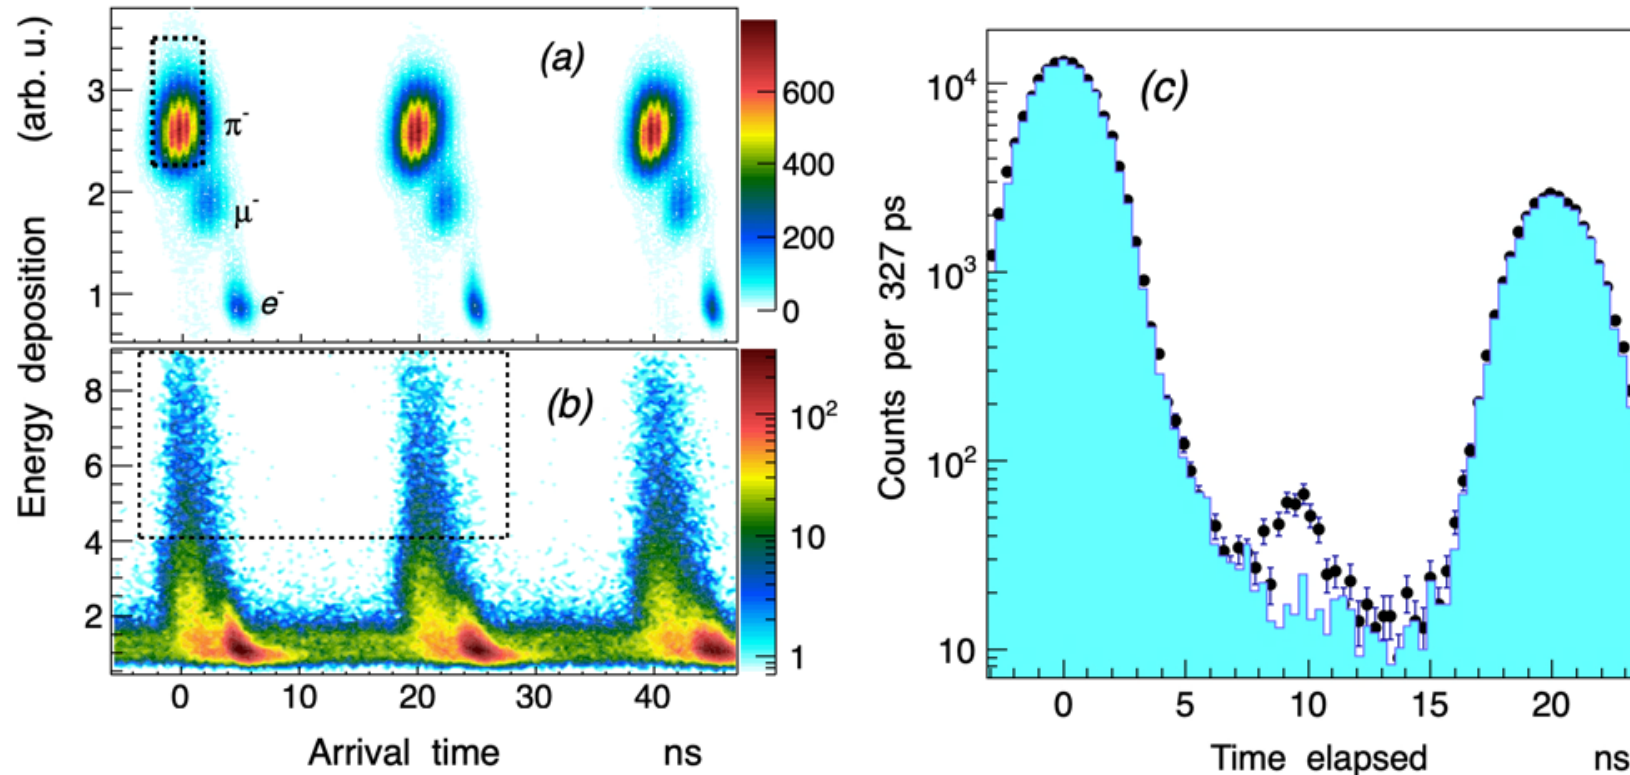 Energy deposition (arb. u.)
(a)
3
2
1
π-
μ-
e-
600
400
200
0
(b)
8
6
4
2
10²
10
1
0 10 20 30 40
Arrival time ns
(c)
Counts per 327 ps
10⁴
10³
10²
10
0 5 10 15 20
Time elapsed ns